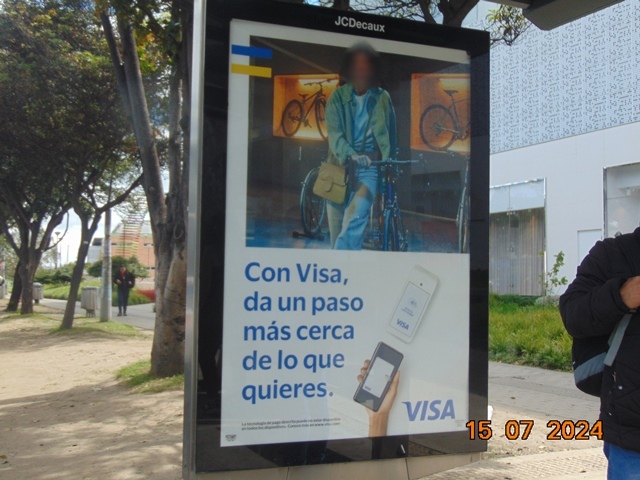 JCDecaux
Con Visa,
da un paso
más cerca
de lo que
quieres.
VISA
VISA
15 07 2024